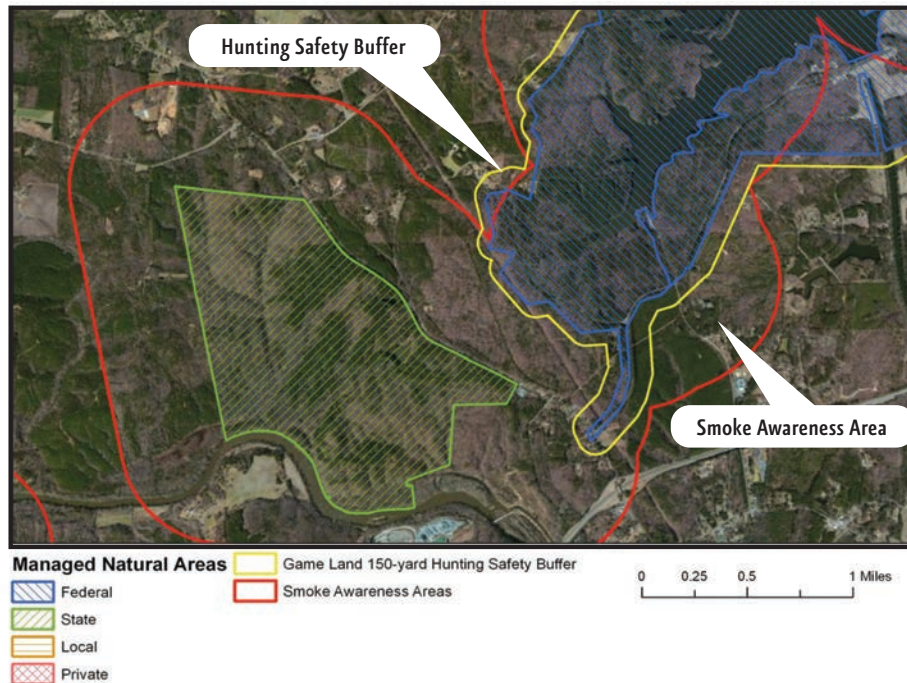 Hunting Safety Buffer
Smoke Awareness Area
Managed Natural Areas
Federal
State
Local
Private
Game Land 150-yard Hunting Safety Buffer
Smoke Awareness Areas
0 0.25 0.5 1 Miles